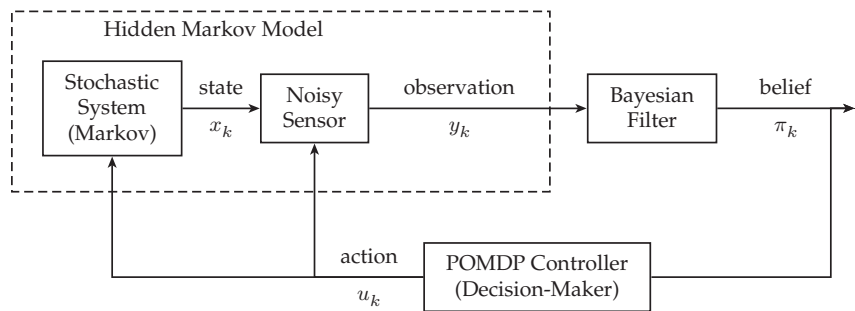 Hidden Markov Model
Stochastic
System
(Markov)
state
x_k
Noisy
Sensor
observation
y_k
Bayesian
Filter
belief
π_k
action
u_k
POMDP Controller
(Decision-Maker)